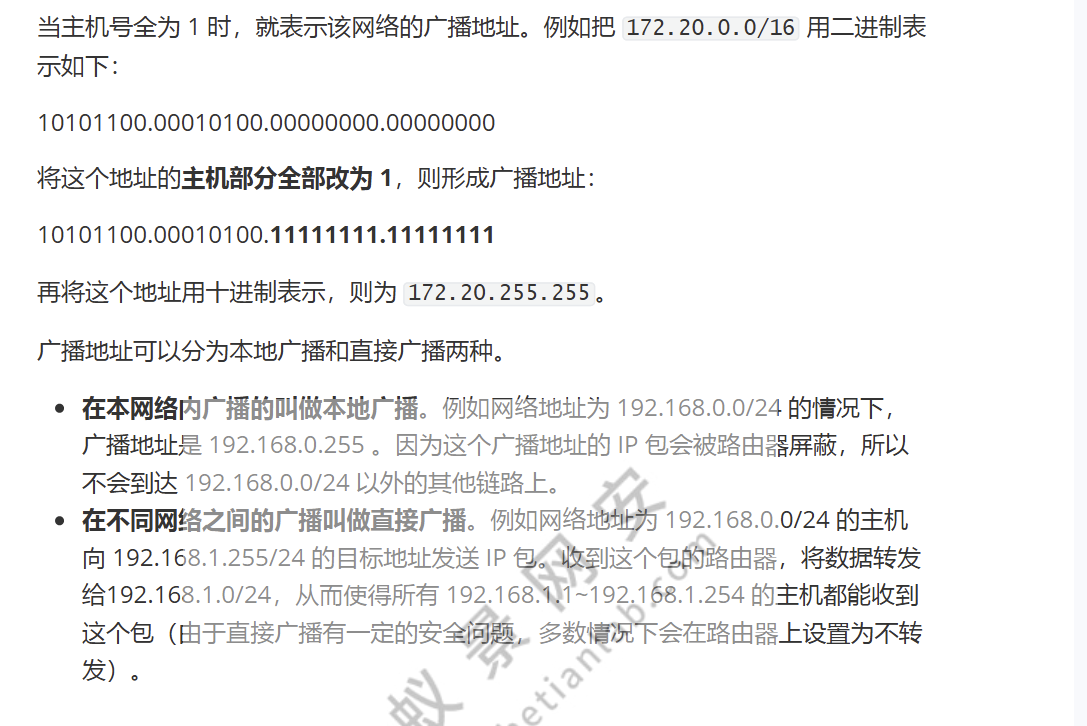 当主机号全为 1 时，就表示该网络的广播地址。例如把 172.20.0.0/16 用二进制表
示如下：
10101100.00010100.00000000.00000000
将这个地址的主机部分全部改为 1，则形成广播地址：
10101100.00010100.11111111.11111111
再将这个地址用十进制表示，则为 172.20.255.255。
广播地址可以分为本地广播和直接广播两种。
在本网络内广播的叫做本地广播。例如网络地址为 192.168.0.0/24 的情况下，
广播地址是 192.168.0.255 。因为这个广播地址的 IP 包会被路由器屏蔽，所以
不会到达 192.168.0.0/24 以外的其他链路上。
在不同网络之间的广播叫做直接广播。例如网络地址为 192.168.0.0/24 的主机
向 192.168.1.255/24 的目标地址发送 IP 包。收到这个包的路由器，将数据转发
给192.168.1.0/24，从而使得所有 192.168.1.1~192.168.1.254 的主机都能收到
这个包（由于直接广播有一定的安全问题，多数情况下会在路由器上设置为不转
发）。
蚁景网安
hetianlab.com